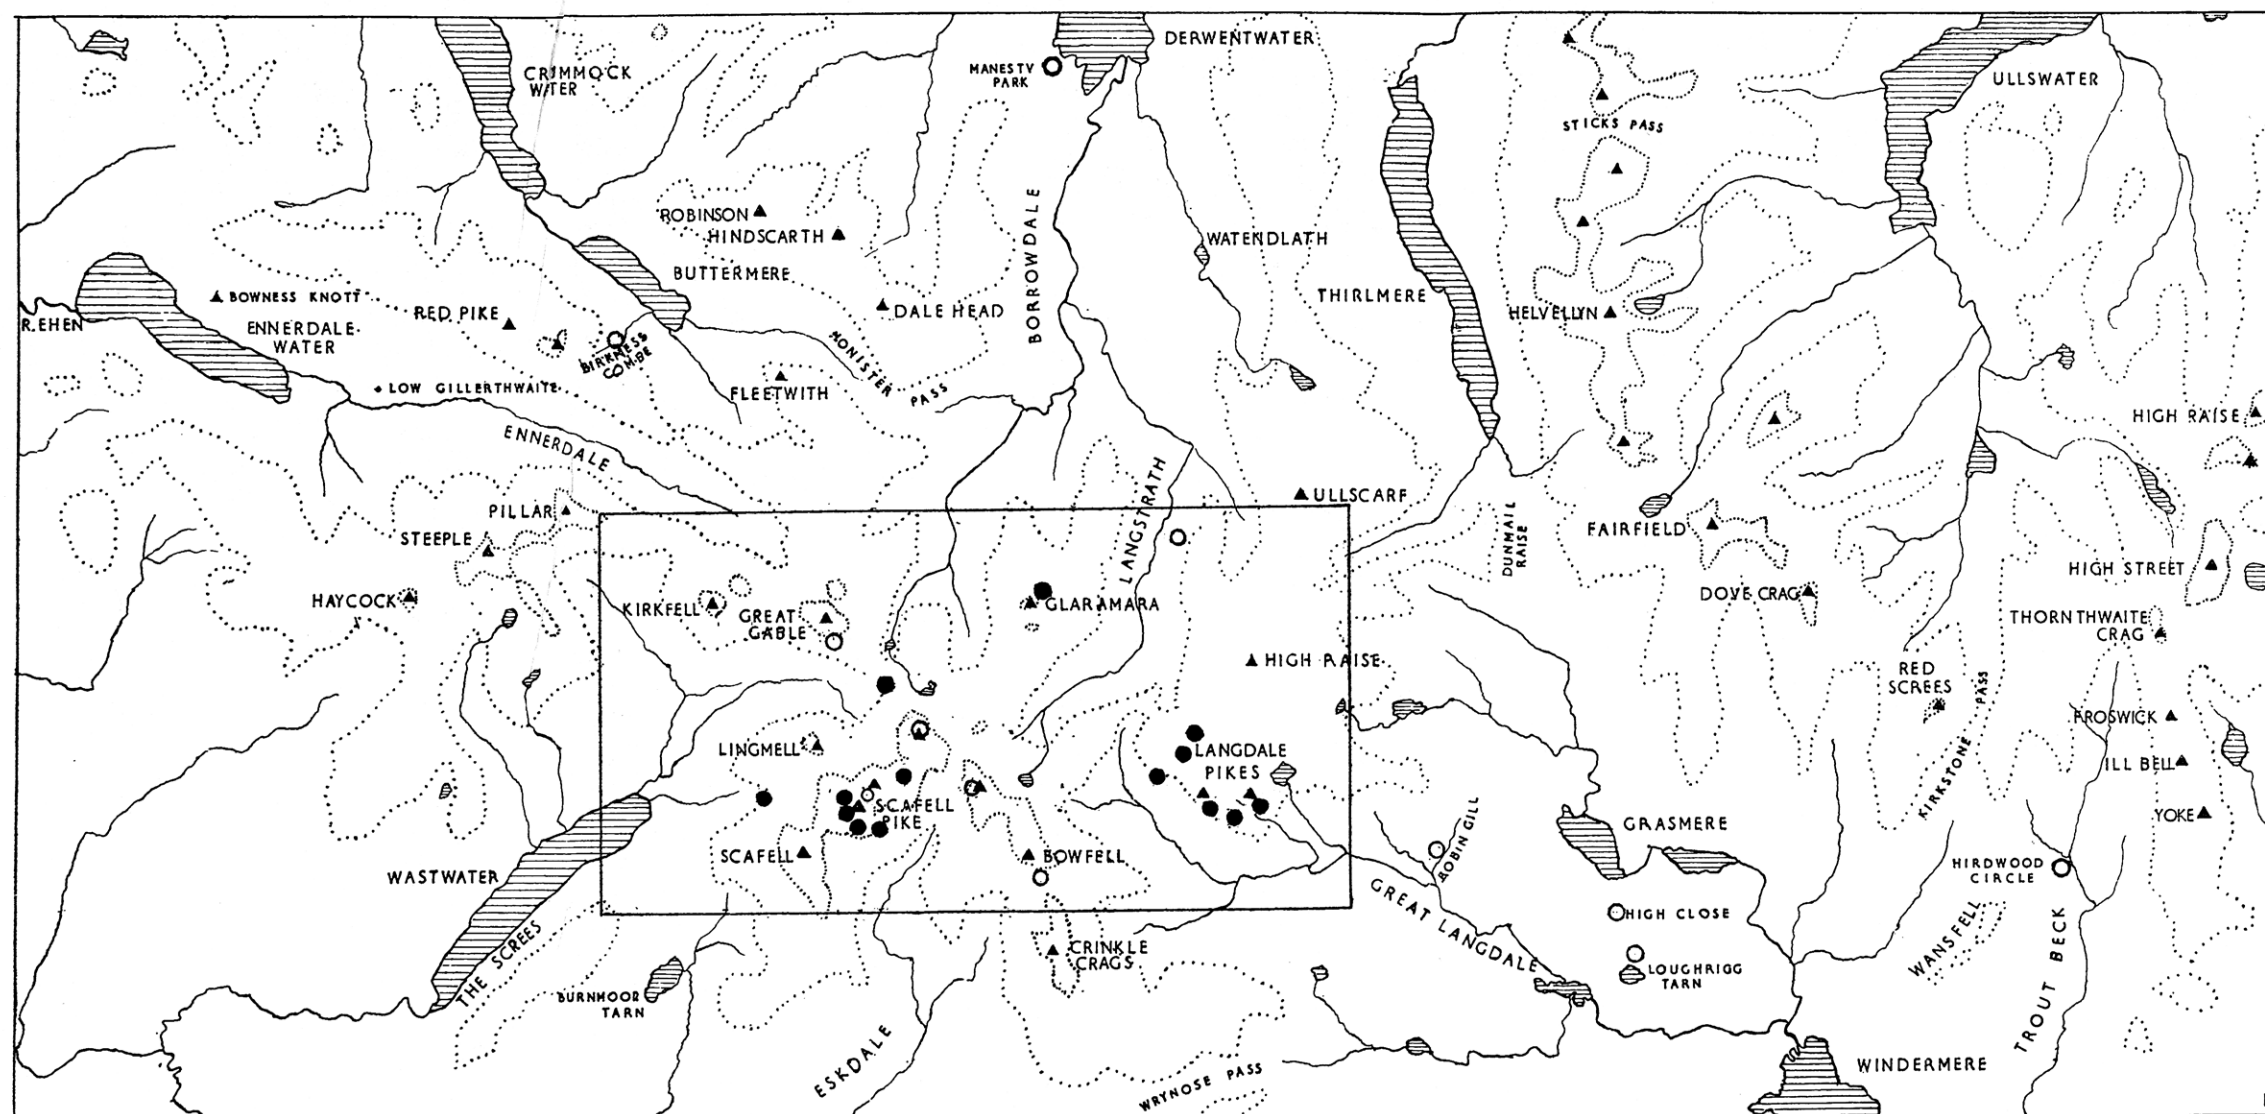 DERWENTWATER
MANESTY
PARK
CRIMMOCK
WATER
ULLSWATER
STICKS PASS
ROBINSON
HINDSCARTH
BORROWDALE
WATENDLATH
BUTTERMERE
BOWNESS KNOTT
R. EHEN
ENNERDALE
WATER
RED PIKE
DALE HEAD
THIRLMERE
HELVELLYN
BIRKNESS
COMBE
HONISTER
PASS
LOW GILLERTHWAITE
FLEETWITH
HIGH RAISE
ENNERDALE
LANGSTRATH
ULLSCARF
PILLAR
STEEPLE
DUNMAIL
RAISE
FAIRFIELD
HIGH STREET
HAYCOCK
KIRKFELL
GREAT
GABLE
GLARAMARA
DOVE CRAG
THORNTHWAITE
CRAG
HIGH RAISE
RED
SCREES
KIRKSTONE PASS
FROSWICK
LINGMELL
LANGDALE
PIKES
ILL BELL
SCAFELL
PIKE
YOKE
ROBIN GILL
GRASMERE
SCAFELL
BOWFELL
HIRDWOOD
CIRCLE
WASTWATER
GREAT LANGDALE
HIGH CLOSE
WANSFELL
TROUT BECK
THE SCREES
CRINKLE
CRAGS
LOUGHRIGG
TARN
BURNMOOR
TARN
ESKDALE
WRYNOSE PASS
WINDERMERE